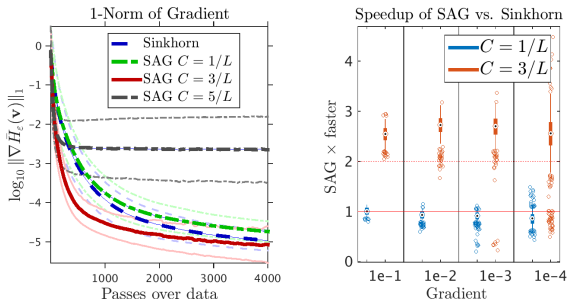 1-Norm of Gradient
log₁₀ ‖∇H̄_ε(v)‖₁
0
-1
-2
-3
-4
-5
Sinkhorn
SAG C = 1/L
SAG C = 3/L
SAG C = 5/L
1000
2000
3000
4000
Passes over data
Speedup of SAG vs. Sinkhorn
SAG × faster
4
3
2
1
0
C = 1/L
C = 3/L
1e-1
1e-2
1e-3
1e-4
Gradient